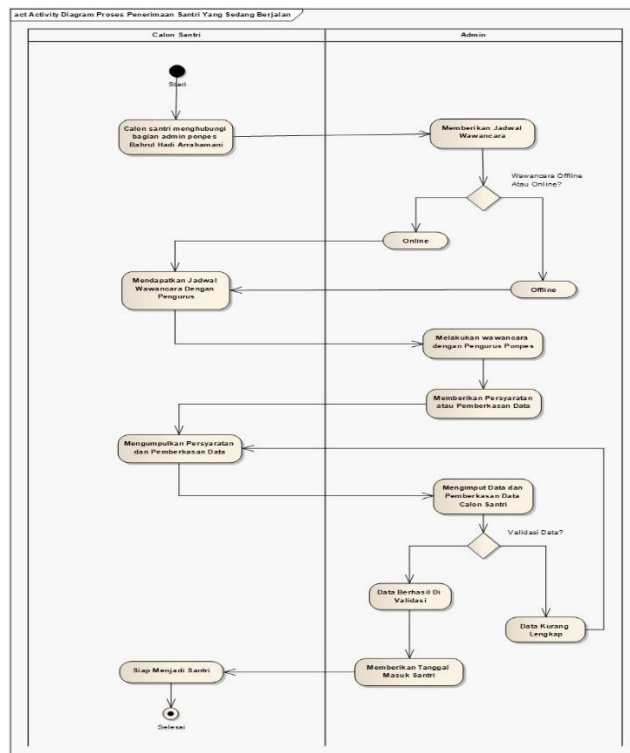 act Activity Diagram Proses Penerimaan Santri Yang Sedang Berjalan
Calon Santri
Admin
Start
Calon santri menghubungi
bagian admin ponpes
Bahrul Hadi Arrahamani
Memberikan Jadwal
Wawancara
Wawancara Offline
Atau Online?
Online
Offline
Mendapatkan Jadwal
Wawancara Dengan
Pengurus
Melakukan wawancara
dengan Pengurus Ponpes
Memberikan Persyaratan
atau Pemberkasan Data
Mengumpulkan Persyaratan
dan Pemberkasan Data
Mengimput Data dan
Pemberkasan Data
Calon Santri
Validasi Data?
Data Berhasil Di
Validasi
Data Kurang
Lengkap
Memberikan Tanggal
Masuk Santri
Siap Menjadi Santri
Selesai